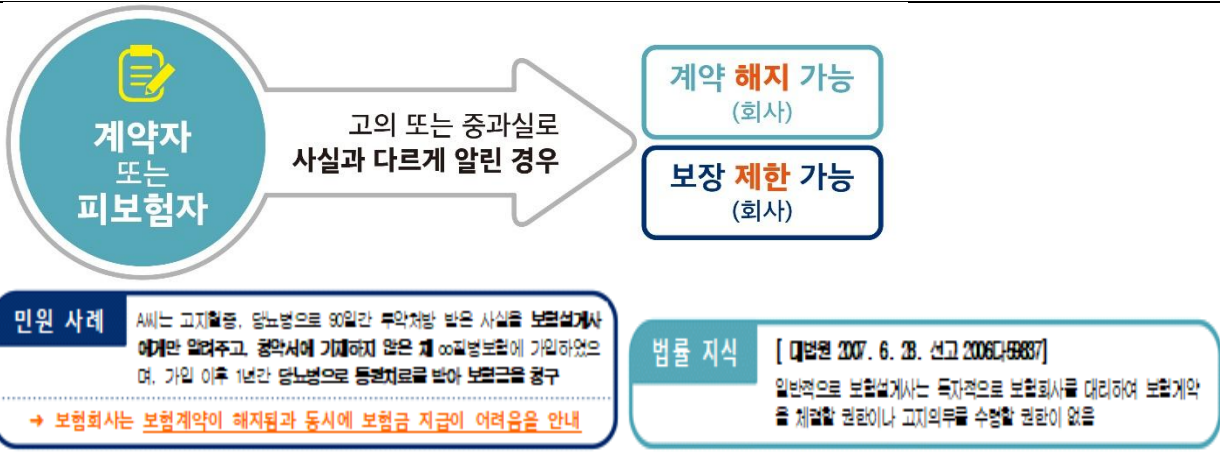 계약자
또는
피보험자
고의 또는 중과실로
사실과 다르게 알린 경우
계약 해지 가능
(회사)
보장 제한 가능
(회사)
민원 사례
A씨는 고지혈증, 당뇨병으로 90일간 투약처방 받은 사실을 보험설계사
에게만 알려주고, 청약서에 기재하지 않은 채 ∞질병보험에 가입하였으
며, 가입 이후 1년간 당뇨병으로 통원치료를 받아 보험금을 청구
→ 보험회사는 보험계약이 해지됨과 동시에 보험금 지급이 어려움을 안내
법률 지식
[ 대법원 2007. 6. 28. 선고 2006다59837]
일반적으로 보험설계사는 독자적으로 보험회사를 대리하여 보험계약
을 체결할 권한이나 고지의무를 수령할 권한이 없음